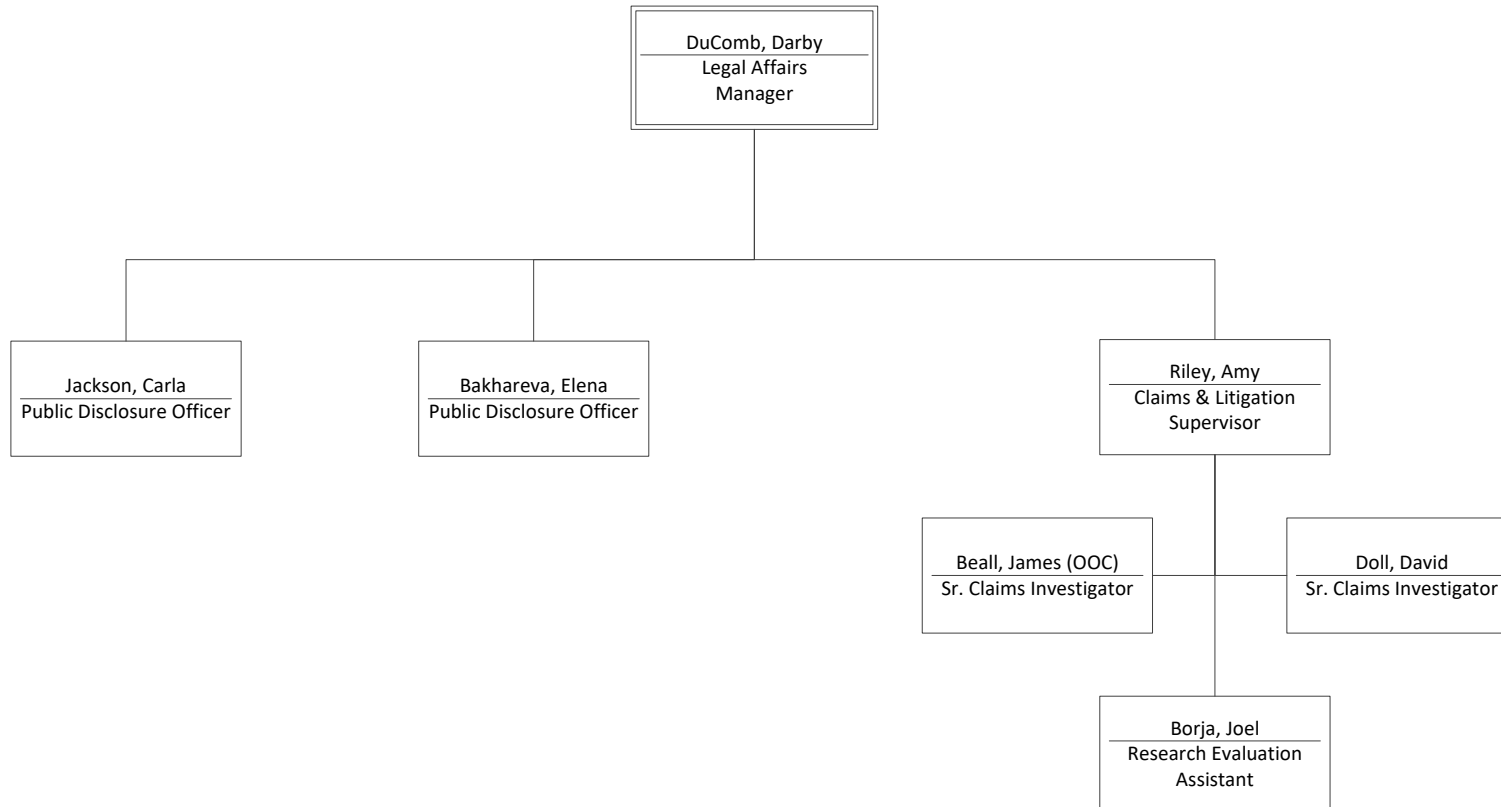 DuComb, Darby
Legal Affairs
Manager
Jackson, Carla
Public Disclosure Officer
Bakhareva, Elena
Public Disclosure Officer
Riley, Amy
Claims & Litigation
Supervisor
Beall, James (OOC)
Sr. Claims Investigator
Doll, David
Sr. Claims Investigator
Borja, Joel
Research Evaluation
Assistant